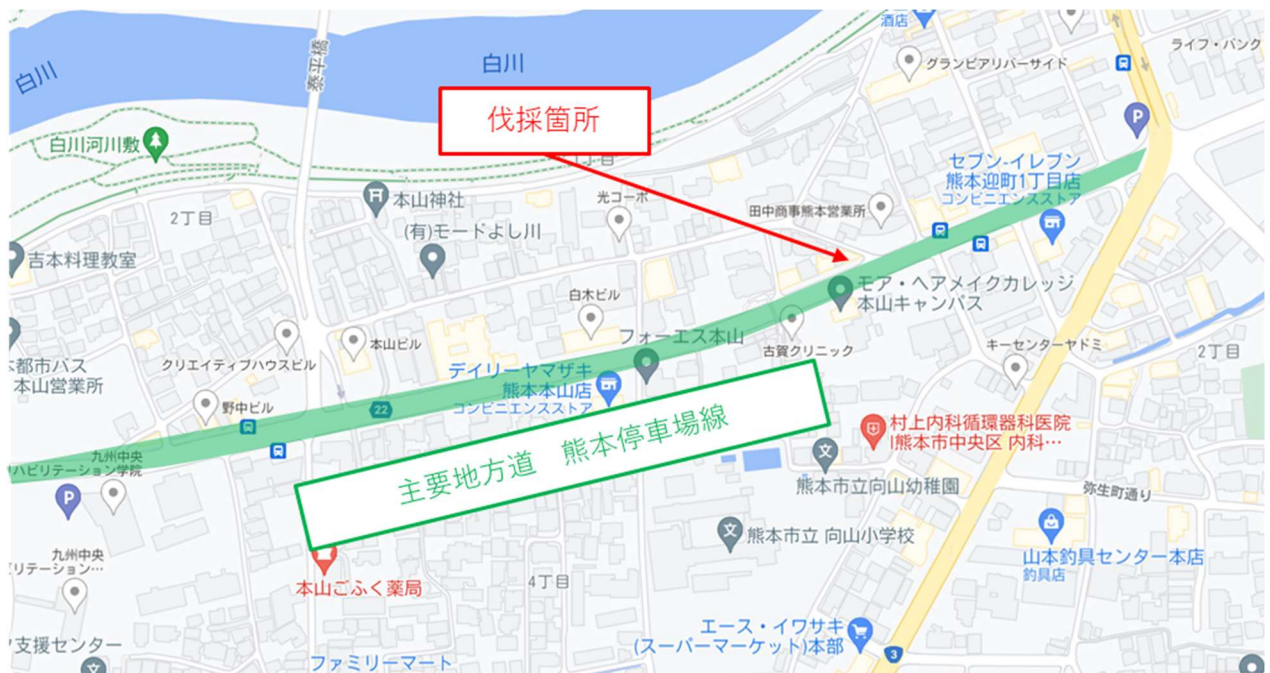 酒店
ライフ・バンク
グランピアリバーサイド
白川
白川
泰平橋
伐採箇所
白川河川敷
1丁目
セブン-イレブン
熊本迎町1丁目店
コンビニエンスストア
本山神社
光コーポ
田中商事熊本営業所
2丁目
(有)モードよし川
吉本料理教室
モア・ヘアメイクカレッジ
本山キャンパス
白木ビル
フォーエス本山
古賀クリニック
キーセンターヤドミ
2丁目
都市バス
本山営業所
クリエイティブハウスビル
本山ビル
デイリーヤマザキ
熊本本山店
コンビニエンスストア
野中ビル
22
主要地方道 熊本停車場線
村上内科循環器科医院
|熊本市中央区 内科…
九州中央
ハビリテーション学院
熊本市立向山幼稚園
弥生町通り
熊本市立 向山小学校
山本釣具センター本店
釣具店
九州中央
リテーション…
本山ごふく薬局
4丁目
エース・イワサキ
(スーパーマーケット)本部
3
支援センター
ファミリーマート